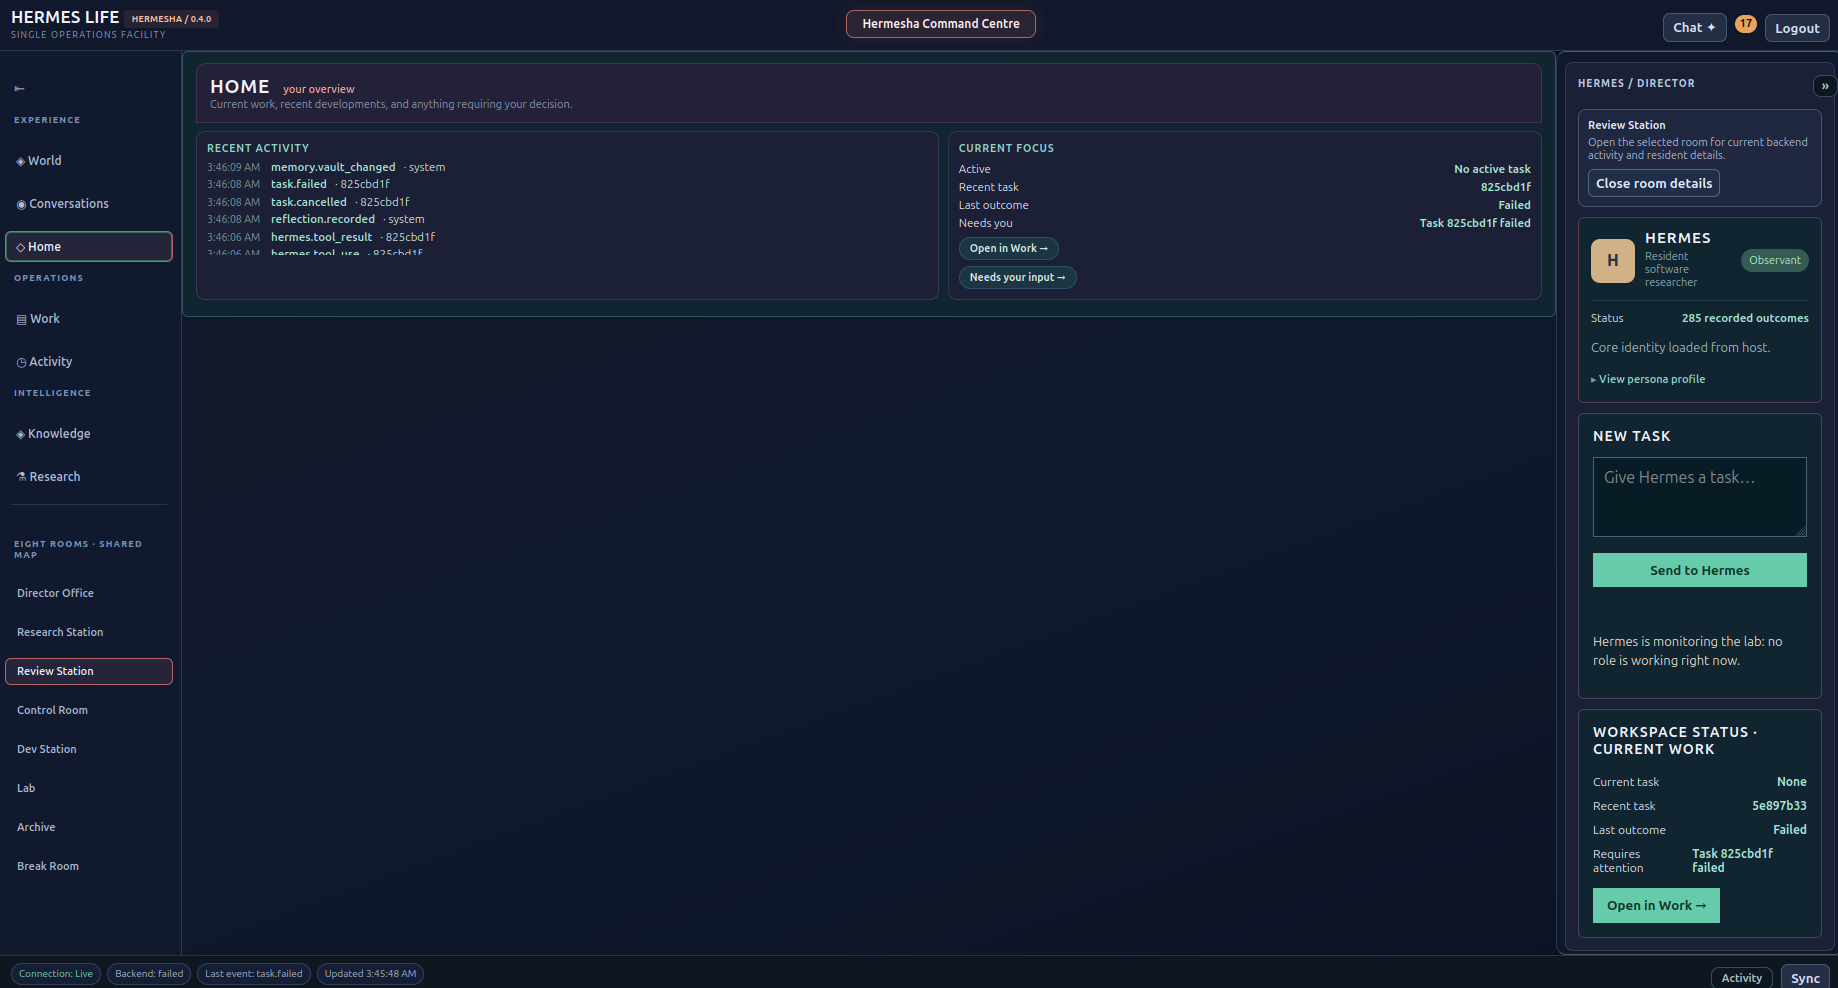 HERMES LIFE HERMESHA / 0.4.0
SINGLE OPERATIONS FACILITY
Hermesha Command Centre
Chat ✦ 17 Logout
⇤
EXPERIENCE
◈ World
◉ Conversations
◇ Home
OPERATIONS
▤ Work
◷ Activity
INTELLIGENCE
◈ Knowledge
⚗ Research
EIGHT ROOMS · SHARED
MAP
Director Office
Research Station
Review Station
Control Room
Dev Station
Lab
Archive
Break Room
HOME your overview
Current work, recent developments, and anything requiring your decision.
RECENT ACTIVITY
3:46:09 AM memory.vault_changed · system
3:46:08 AM task.failed · 825cbd1f
3:46:08 AM task.cancelled · 825cbd1f
3:46:08 AM reflection.recorded · system
3:46:06 AM hermes.tool_result · 825cbd1f
3:46:06 AM hermes.tool_use · 825cbd1f
CURRENT FOCUS
Active No active task
Recent task 825cbd1f
Last outcome Failed
Needs you Task 825cbd1f failed
Open in Work →
Needs your input →
HERMES / DIRECTOR
»
Review Station
Open the selected room for current backend
activity and resident details.
Close room details
H
HERMES
Resident
software
researcher
Observant
Status 285 recorded outcomes
Core identity loaded from host.
▸ View persona profile
NEW TASK
Give Hermes a task...
Send to Hermes
Hermes is monitoring the lab: no
role is working right now.
WORKSPACE STATUS ·
CURRENT WORK
Current task None
Recent task 5e897b33
Last outcome Failed
Requires
attention
Task 825cbd1f
failed
Open in Work →
Connection: Live Backend: failed Last event: task.failed Updated 3:45:48 AM
Activity Sync